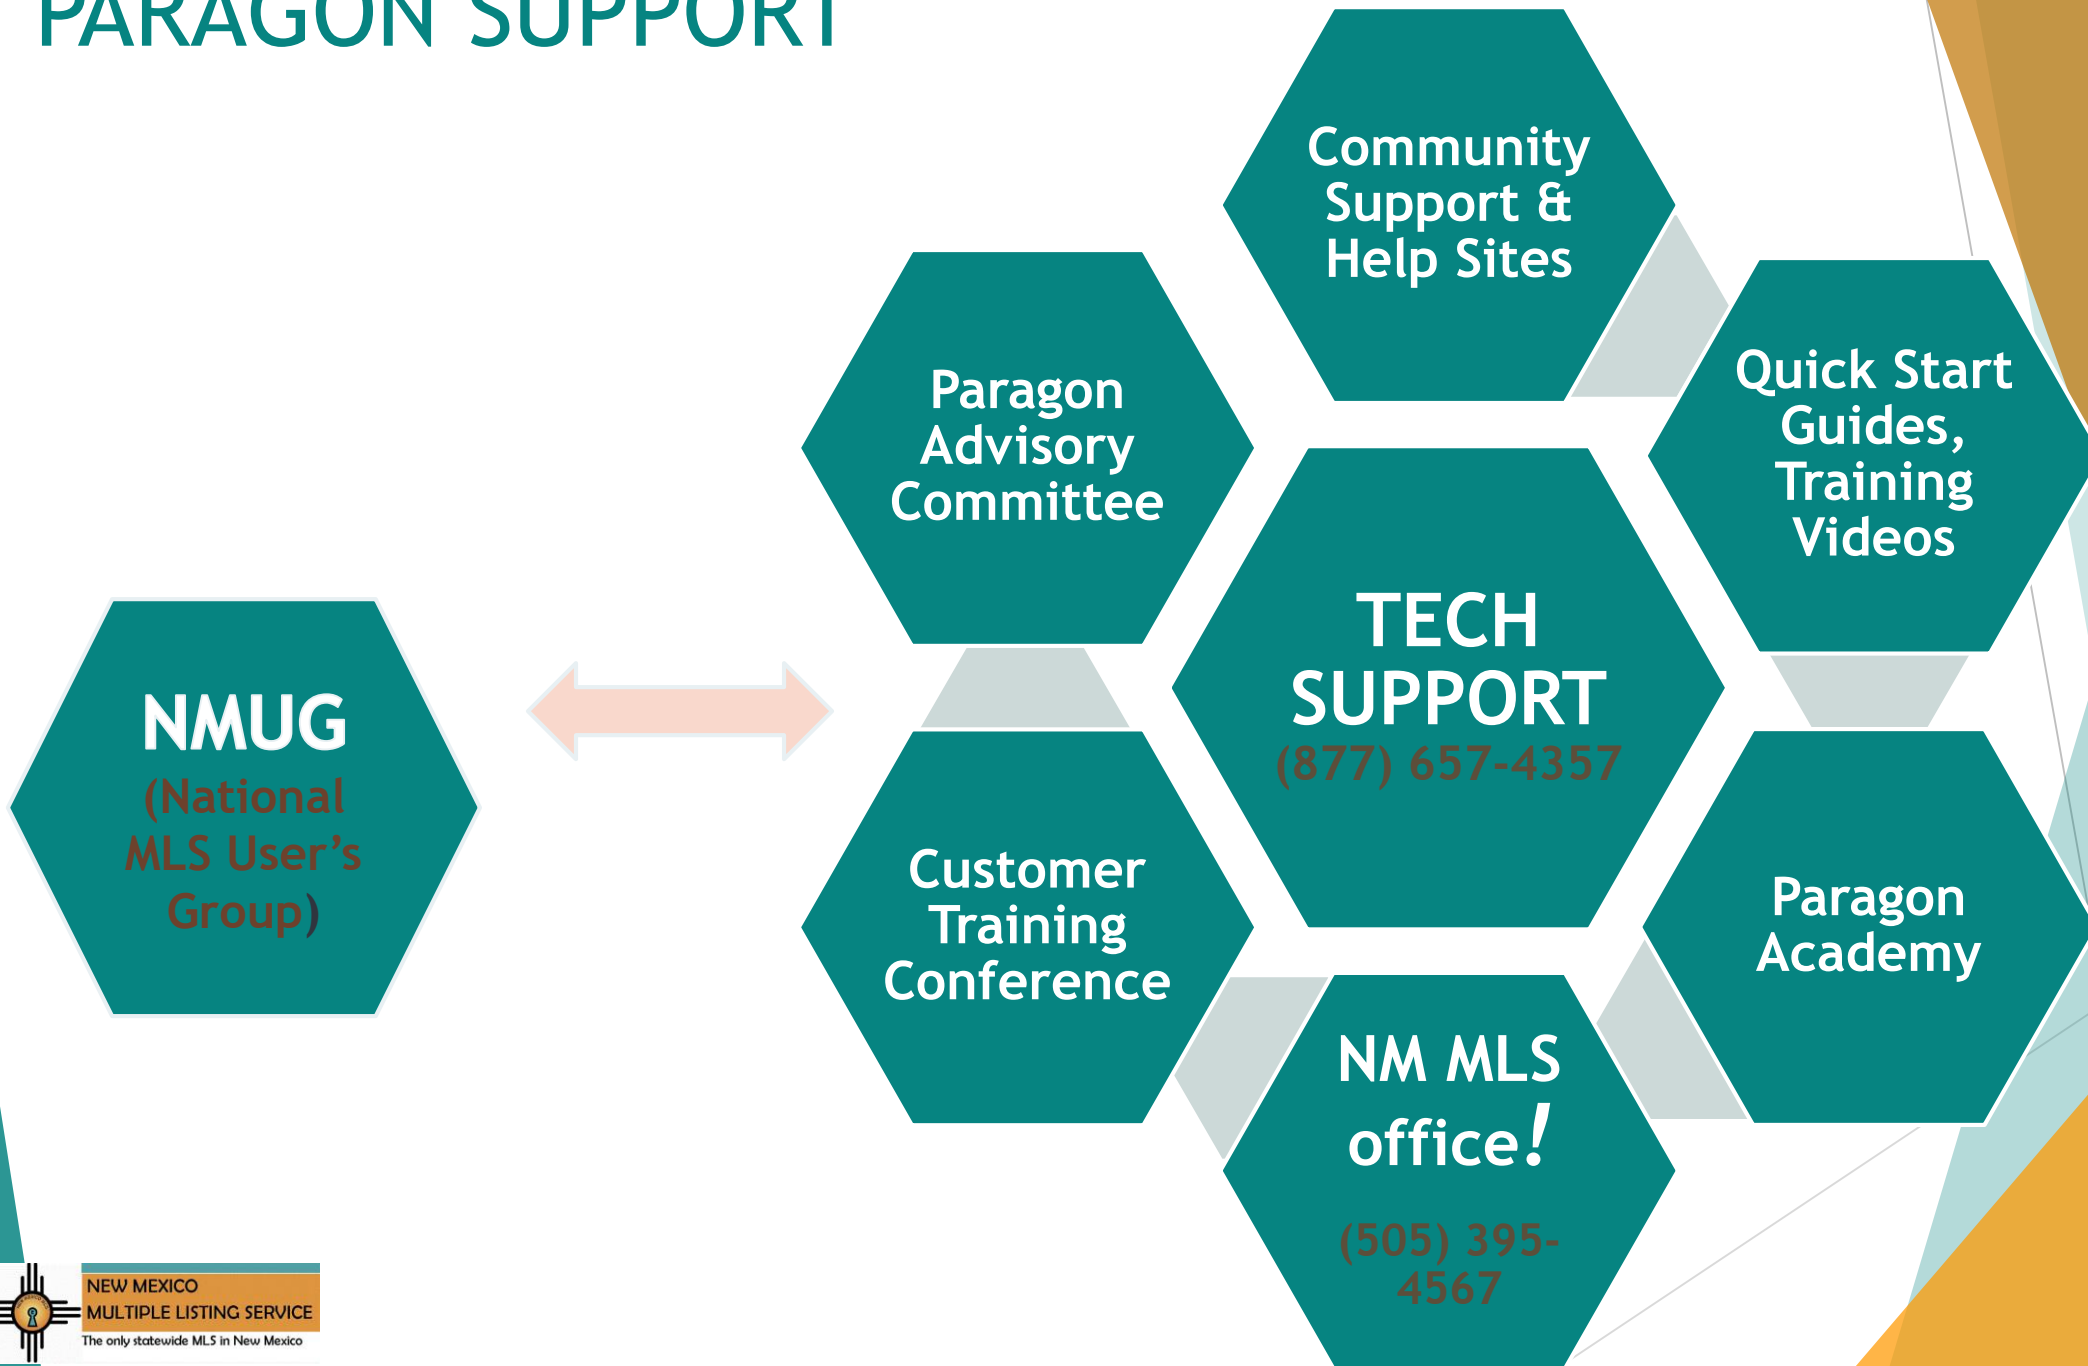 PARAGON SUPPORT
Community
Support &
Help Sites
Paragon
Advisory
Committee
Quick Start
Guides,
Training
Videos
TECH
SUPPORT
(877) 657-4357
NMUG
(National
MLS User’s
Group)
Customer
Training
Conference
Paragon
Academy
NM MLS
office!
(505) 395-
4567
NEW MEXICO
MULTIPLE LISTING SERVICE
The only statewide MLS in New Mexico